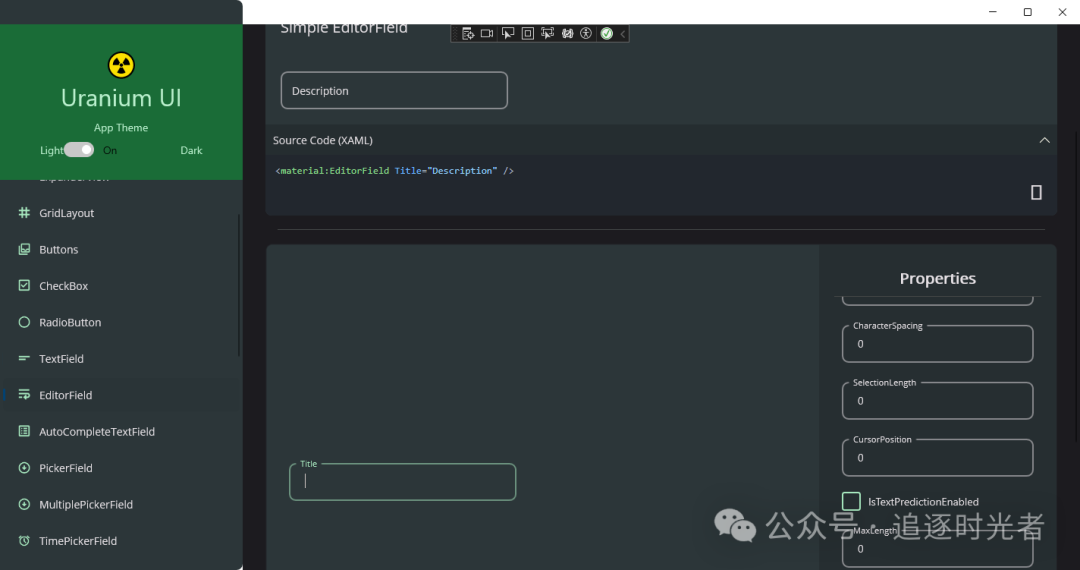 Uranium UI
App Theme
Light On Dark
ExpanderView
GridLayout
Buttons
CheckBox
RadioButton
TextField
EditorField
AutoCompleteTextField
PickerField
MultiplePickerField
TimePickerField
Simple EditorField
Description
Source Code (XAML)
<material:EditorField Title="Description" />
Title
Properties
CharacterSpacing
0
SelectionLength
0
CursorPosition
0
IsTextPredictionEnabled
MaxLength
0
公众号 · 追逐时光者